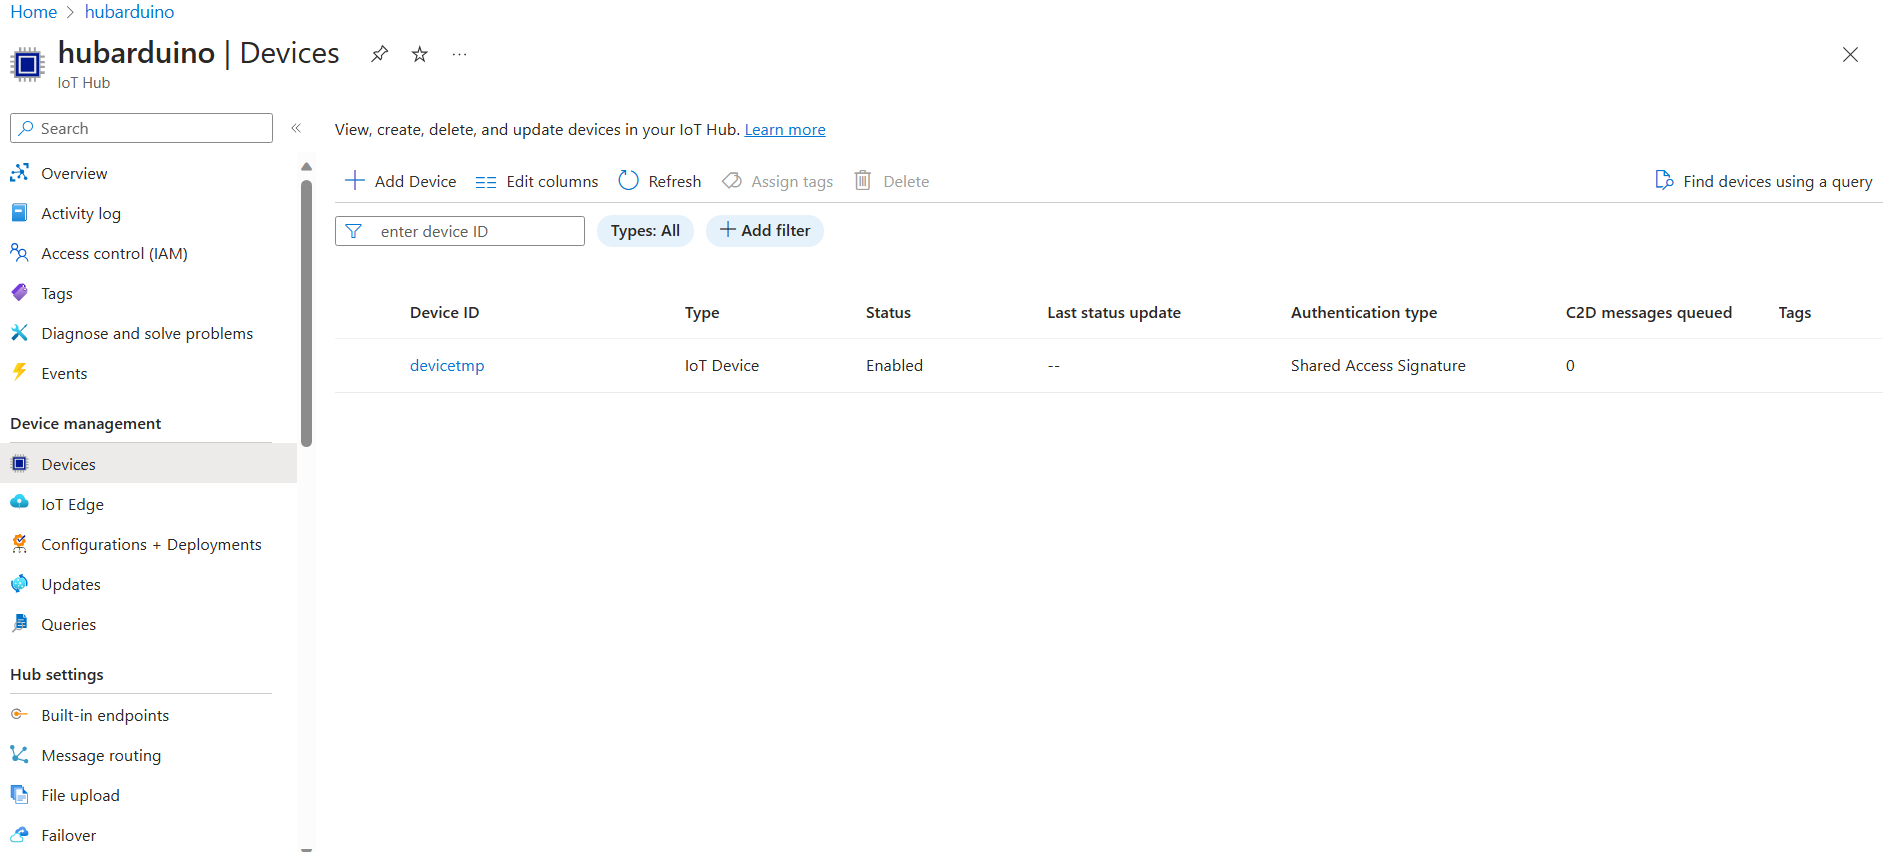 Home > hubarduino
hubarduino | Devices
IoT Hub
Search
Overview
Activity log
Access control (IAM)
Tags
Diagnose and solve problems
Events
Device management
Devices
IoT Edge
Configurations + Deployments
Updates
Queries
Hub settings
Built-in endpoints
Message routing
File upload
Failover
View, create, delete, and update devices in your IoT Hub. Learn more
Add Device Edit columns Refresh Assign tags Delete Find devices using a query
enter device ID Types: All Add filter
Device ID Type Status Last status update Authentication type C2D messages queued Tags
devicetmp IoT Device Enabled -- Shared Access Signature 0